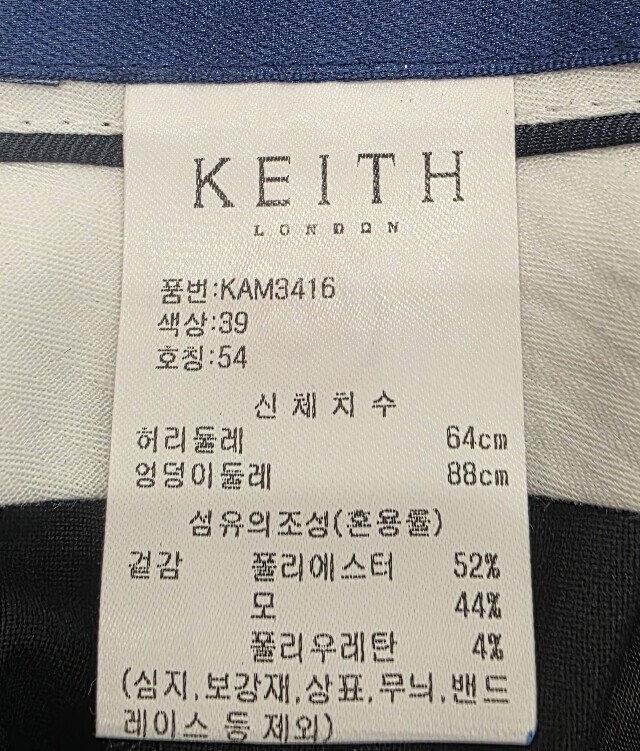 KEITH
LONDON
품번:KAM3416
색상:39
호칭:54
신 체 치 수
허리둘레 64cm
엉덩이둘레 88cm
섬유의조성(혼용률)
겉감 폴리에스터 52%
모 44%
폴리우레탄 4%
(심지,보강재,상표,무늬,밴드
레이스 등 제외)